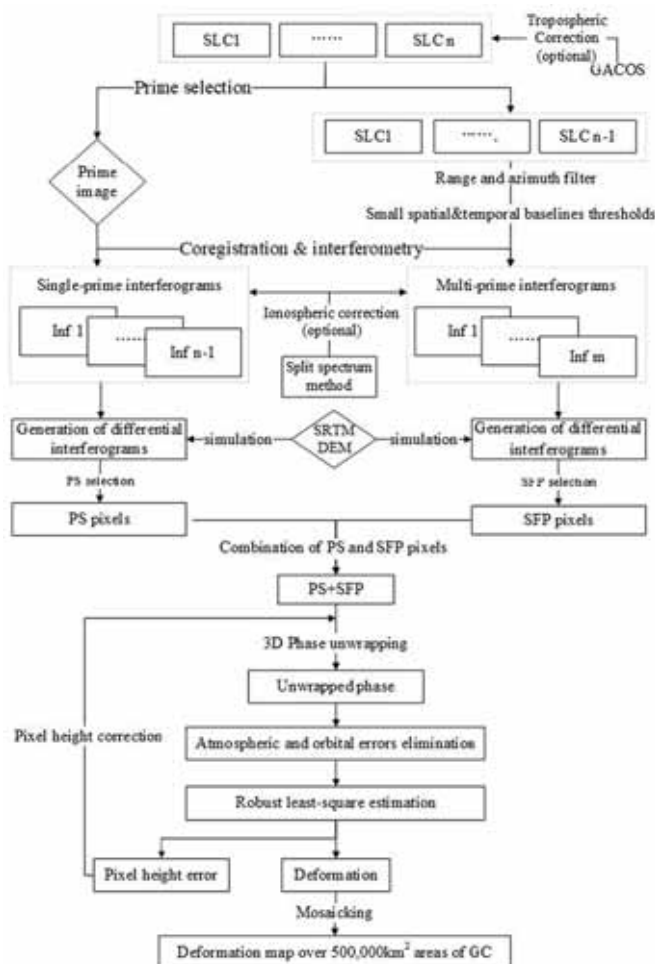 SLC1
……
SLC n
Tropospheric
Correction
(optional)
GACOS
Prime selection
SLC1
…….
SLC n-1
Prime
image
Range and azimuth filter
Small spatial&temporal baselines thresholds
Coregistration & interferometry
Single-prime interferograms
Inf 1
……
Inf n-1
Ionospheric correction
(optional)
Split spectrum
method
Multi-prime interferograms
Inf 1
……
Inf m
Generation of differential
interferograms
simulation
SRTM
DEM
simulation
Generation of differential
interferograms
PS selection
SFP selection
PS pixels
SFP pixels
Combination of PS and SFP pixels
PS+SFP
3D Phase unwrapping
Unwrapped phase
Pixel height correction
Atmospheric and orbital errors elimination
Robust least-square estimation
Pixel height error
Deformation
Mosaicking
Deformation map over 500,000km² areas of GC